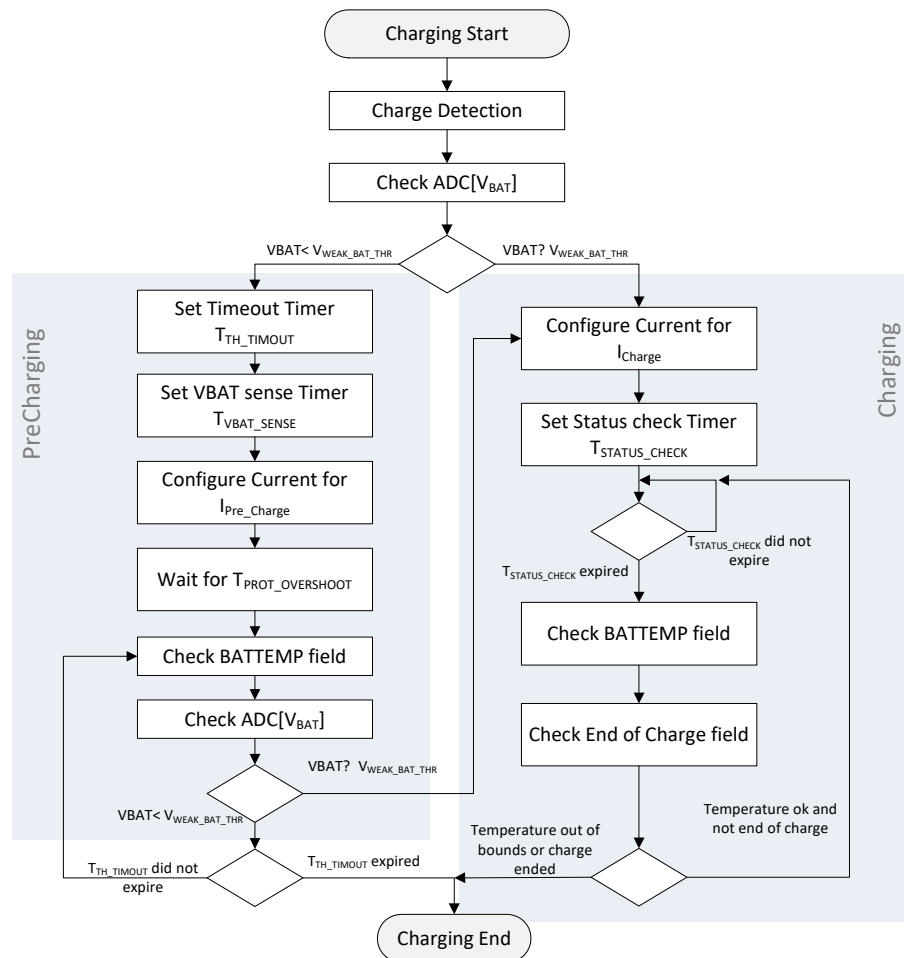 Charging Start
Charge Detection
Check ADC[VBAT]
VBAT< VWEAK_BAT_THR
VBAT? VWEAK_BAT_THR
PreCharging
Set Timeout Timer
TTH_TIMOUT
Set VBAT sense Timer
TVBAT_SENSE
Configure Current for
IPre_Charge
Wait for TPROT_OVERSHOOT
Check BATTEMP field
Check ADC[VBAT]
VBAT? VWEAK_BAT_THR
VBAT< VWEAK_BAT_THR
TTH_TIMOUT did not
expire
TTH_TIMOUT expired
Charging
Configure Current for
ICharge
Set Status check Timer
TSTATUS_CHECK
TSTATUS_CHECK did not
expire
TSTATUS_CHECK expired
Check BATTEMP field
Check End of Charge field
Temperature ok and
not end of charge
Temperature out of
bounds or charge
ended
Charging End